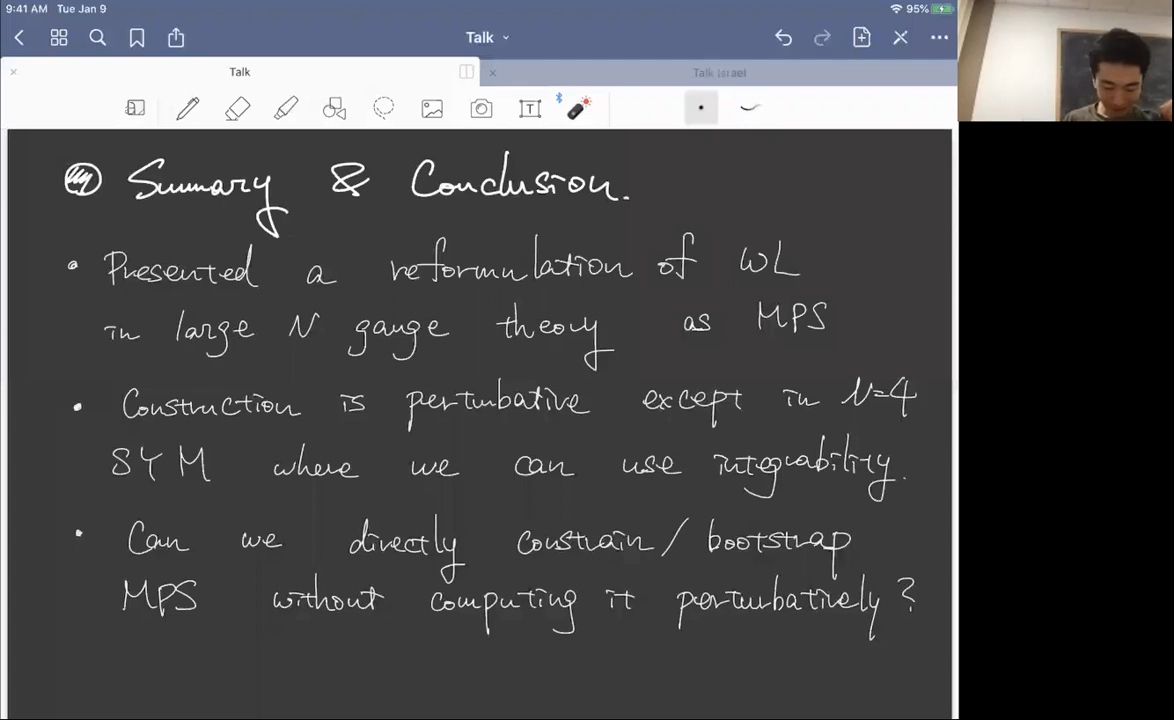 9:41 AM Tue Jan 9
95%
Talk
Talk
Talk Israel
T
Summary & Conclusion.
• Presented a reformulation of WL
in large N gauge theory as MPS
• Construction is perturbative except in N=4
SYM where we can use integrability.
• Can we directly constrain / bootstrap
MPS without computing it perturbatively?